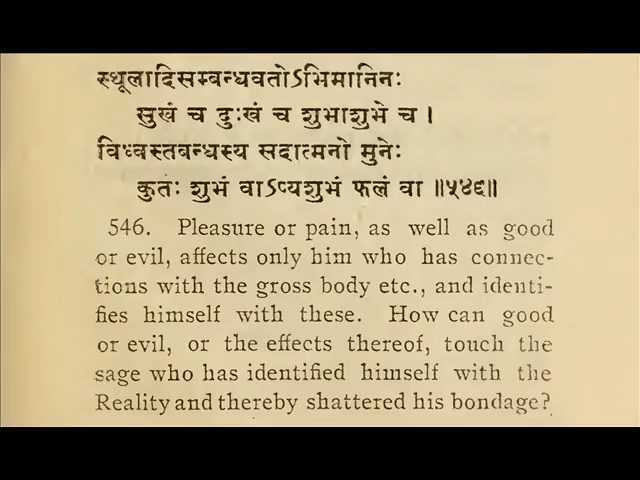 स्थूलादिसम्बन्धवतोऽभिमानिनः
सुखं च दुःखं च शुभाशुभे च ।
विध्वस्तबन्धस्य सदात्मनो मुनेः
कुतः शुभं वाऽप्यशुभं फलं वा ॥५४६॥
546. Pleasure or pain, as well as good
or evil, affects only him who has connec-
tions with the gross body etc., and identi-
fies himself with these. How can good
or evil, or the effects thereof, touch the
sage who has identified himself with the
Reality and thereby shattered his bondage?